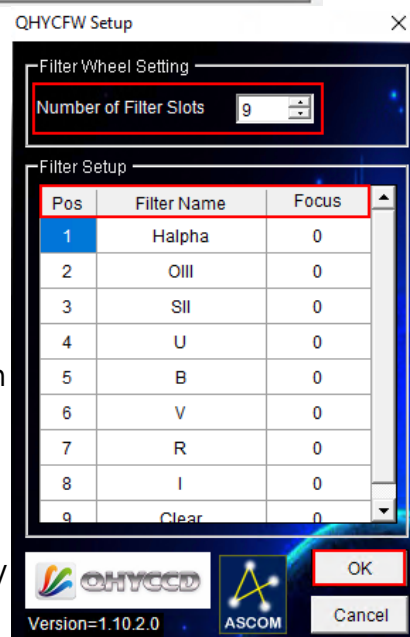 QHYCFW Setup
Filter Wheel Setting
Number of Filter Slots 9
Filter Setup
Pos Filter Name Focus
1 Halpha 0
2 OIII 0
3 SII 0
4 U 0
5 B 0
6 V 0
7 R 0
8 I 0
9 Clear 0
QHYCCD
ASCOM
OK
Version=1.10.2.0
Cancel